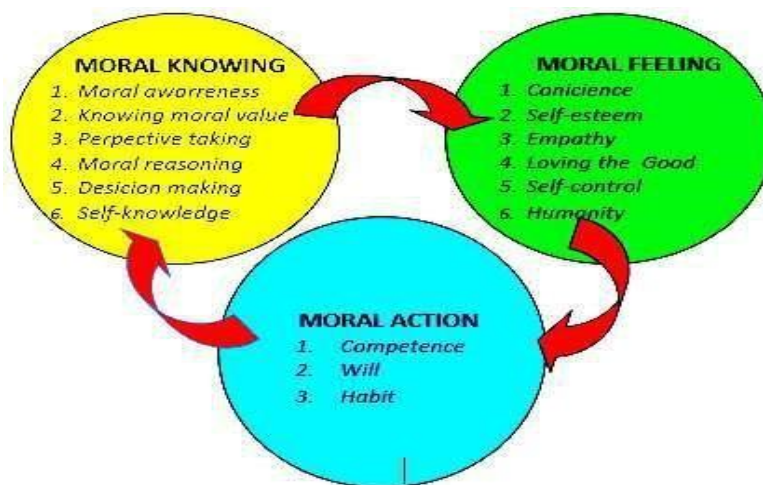 MORAL KNOWING
1. Moral aworreness
2. Knowing moral value
3. Perpective taking
4. Moral reasoning
5. Desicion making
6. Self-knowledge
MORAL FEELING
1. Conicience
2. Self-esteem
3. Empathy
4. Loving the Good
5. Self-control
6. Humanity
MORAL ACTION
1. Competence
2. Will
3. Habit